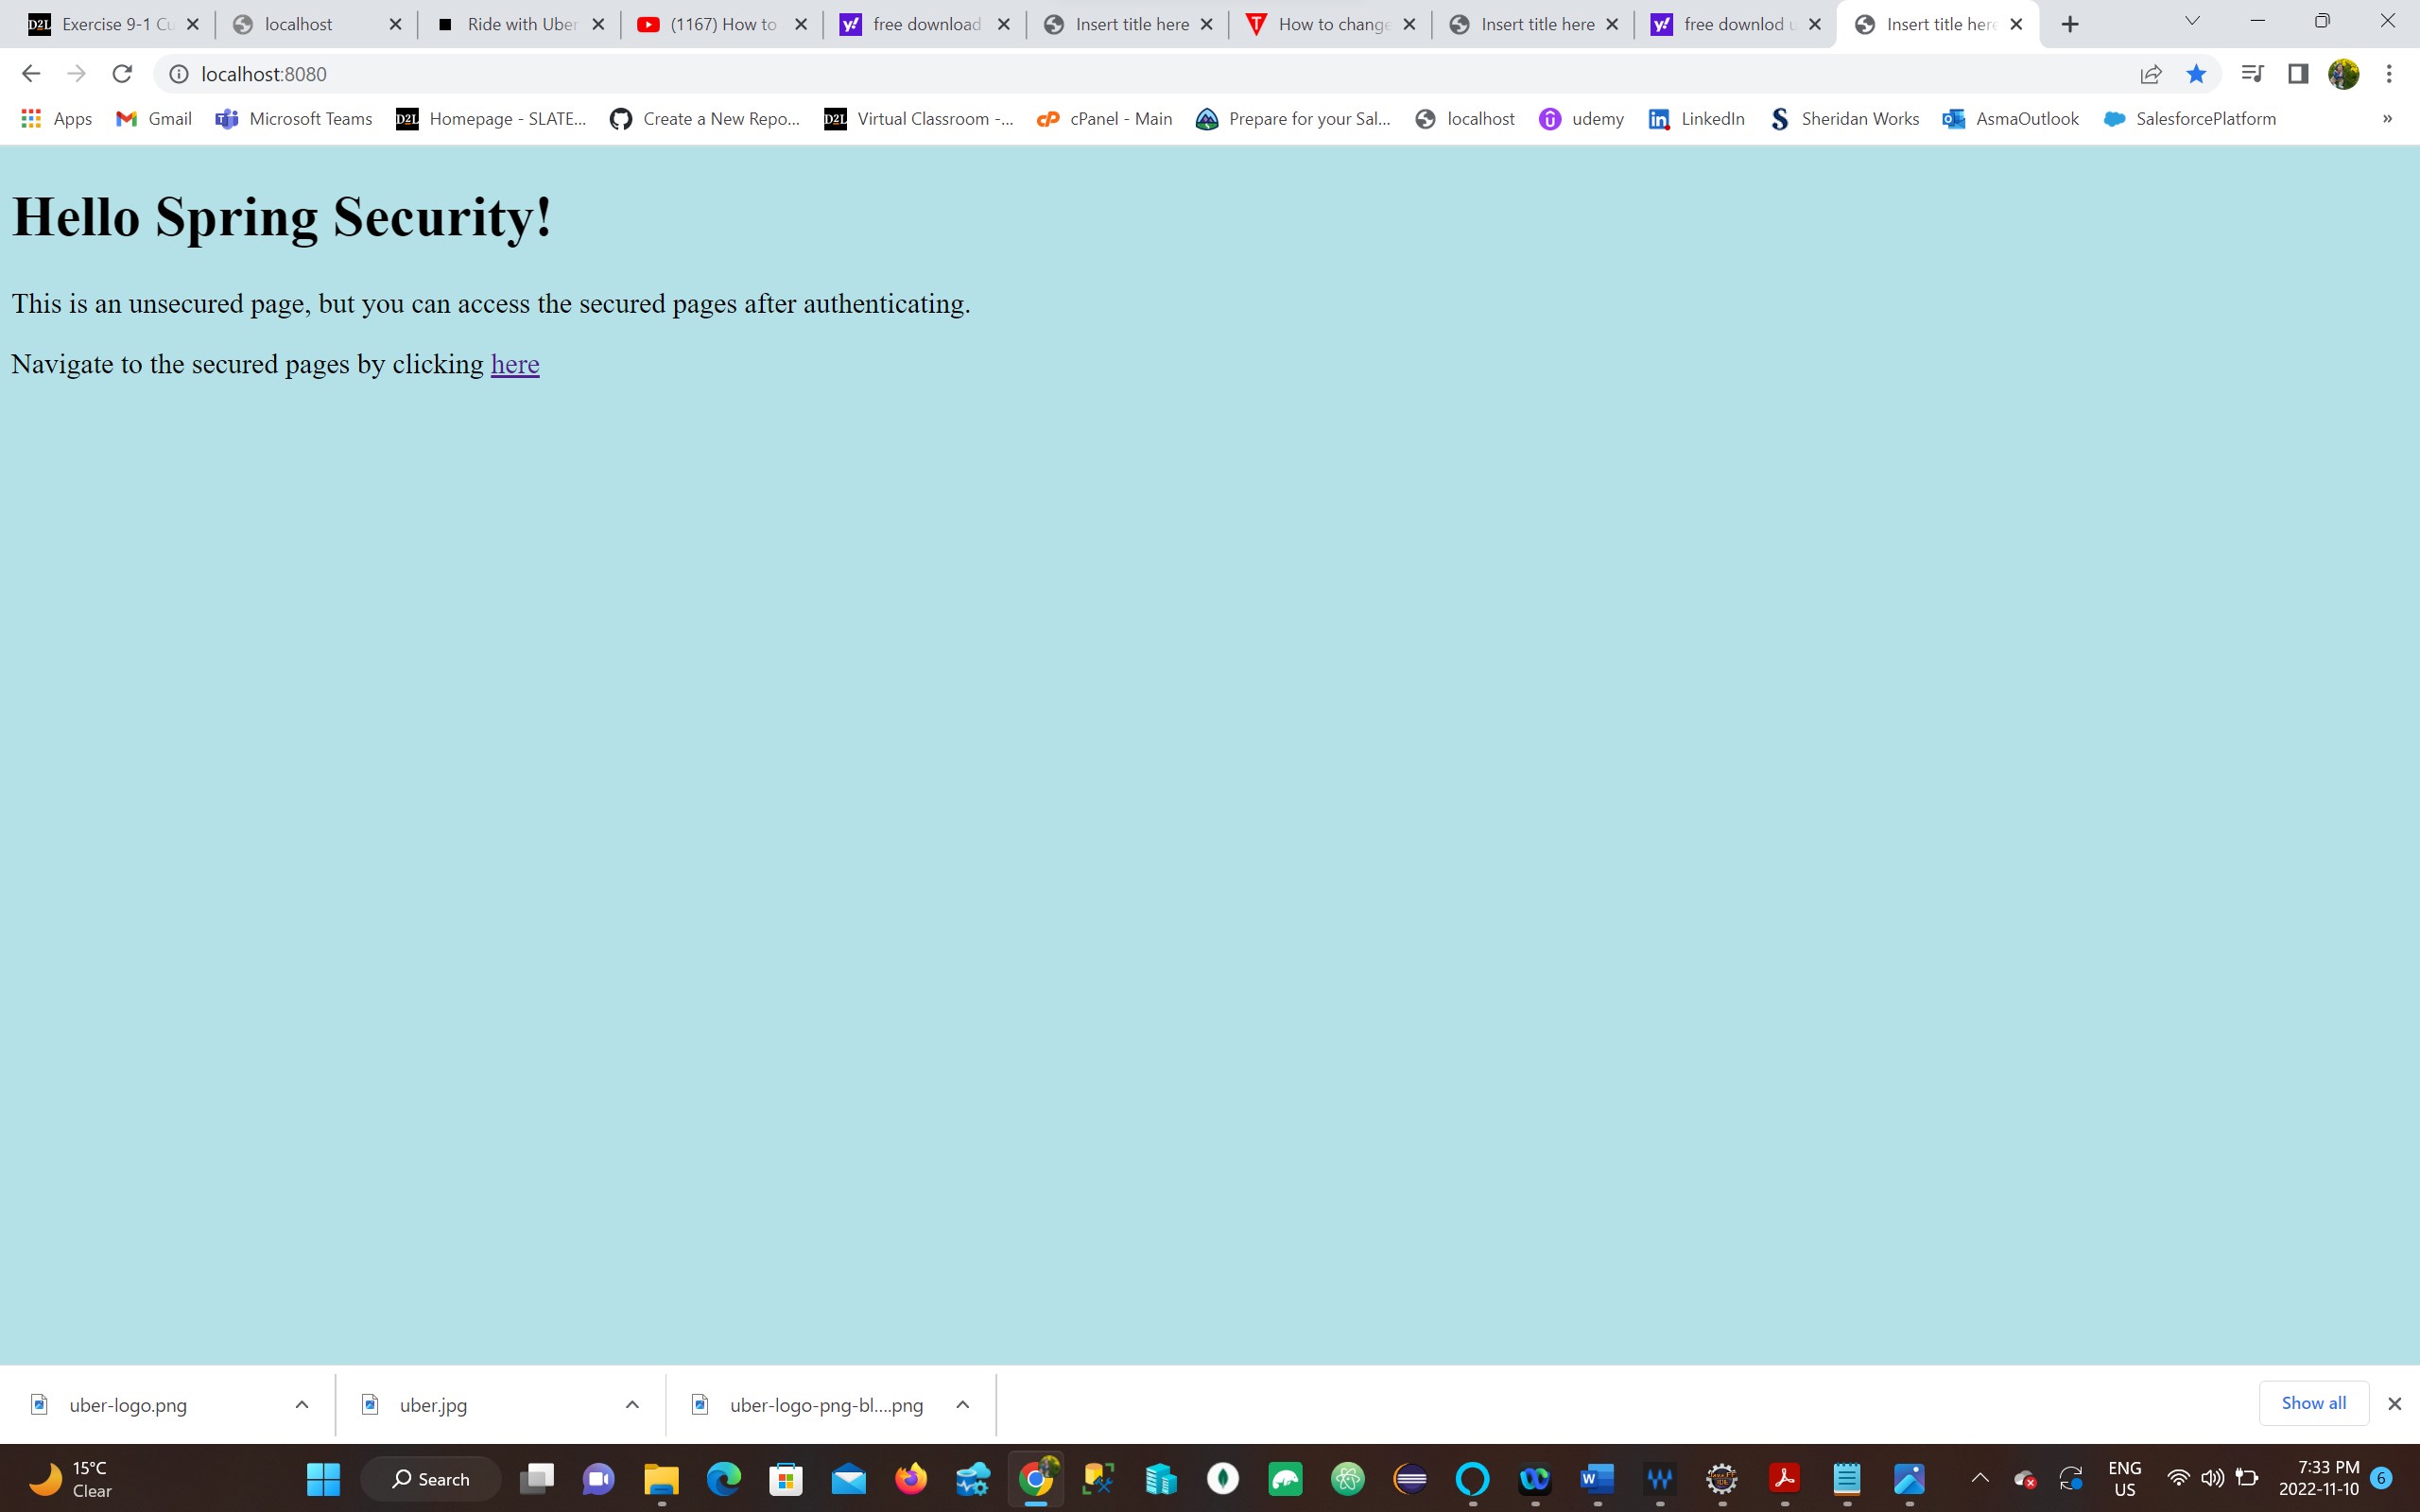 Exercise 9-1 Cu
localhost
Ride with Uber
(1167) How to
free download
Insert title here
How to change
Insert title here
free downlod u
Insert title here
localhost:8080
Apps
Gmail
Microsoft Teams
Homepage - SLATE...
Create a New Repo...
Virtual Classroom -...
cPanel - Main
Prepare for your Sal...
localhost
udemy
LinkedIn
Sheridan Works
AsmaOutlook
SalesforcePlatform
»
Hello Spring Security!
This is an unsecured page, but you can access the secured pages after authenticating.
Navigate to the secured pages by clicking here
uber-logo.png
uber.jpg
uber-logo-png-bl....png
Show all
15°C
Clear
Search
ENG
US
7:33 PM
2022-11-10
6